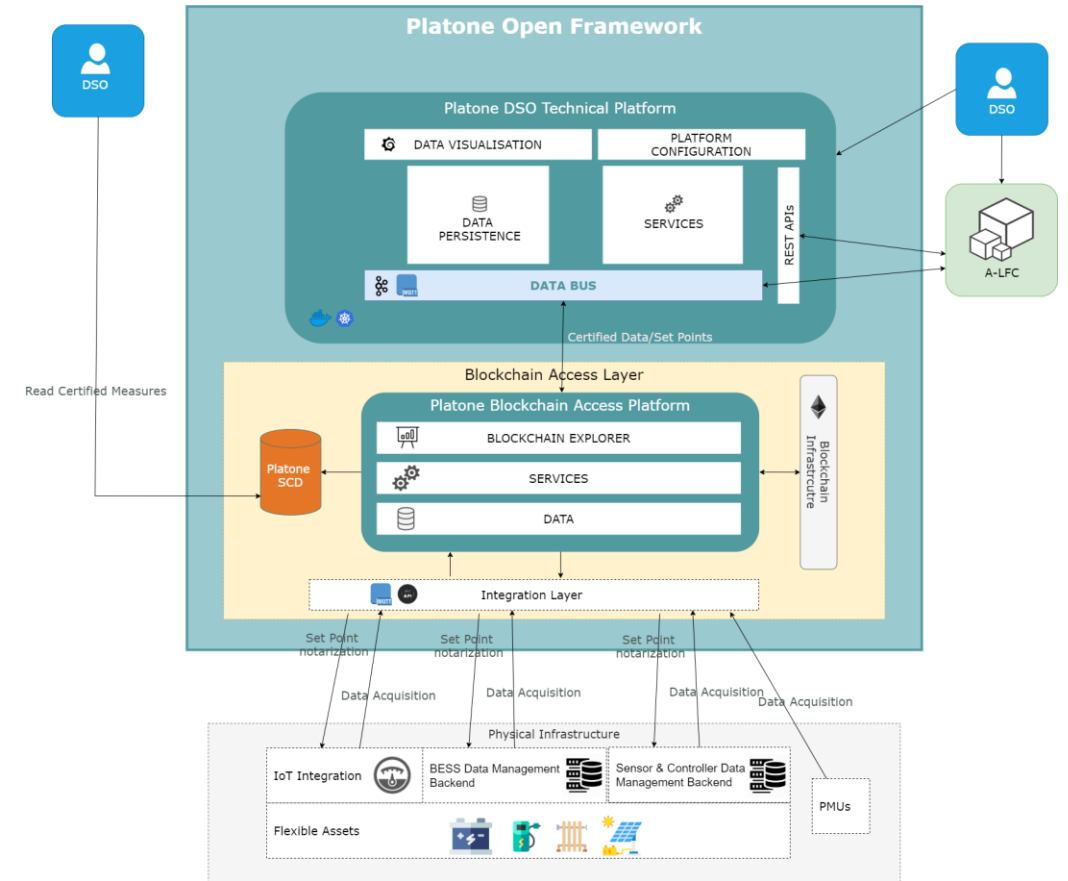 Platone Open Framework
DSO
DSO
Platone DSO Technical Platform
DATA VISUALISATION
PLATFORM
CONFIGURATION
DATA
PERSISTENCE
SERVICES
REST APIs
A-LFC
DATA BUS
Certified Data/Set Points
Blockchain Access Layer
Read Certified Measures
Platone Blockchain Access Platform
BLOCKCHAIN EXPLORER
Platone
SCD
SERVICES
DATA
Blockchain
Infrastrcutre
API
Integration Layer
Set Point
notarization
Set Point
notarization
Set Point
notarization
Data Acquisition
Data Acquisition
Data Acquisition
Data Acquisition
Physical Infrastructure
IoT Integration
BESS Data Management
Backend
Sensor & Controller Data
Management Backend
PMUs
Flexible Assets